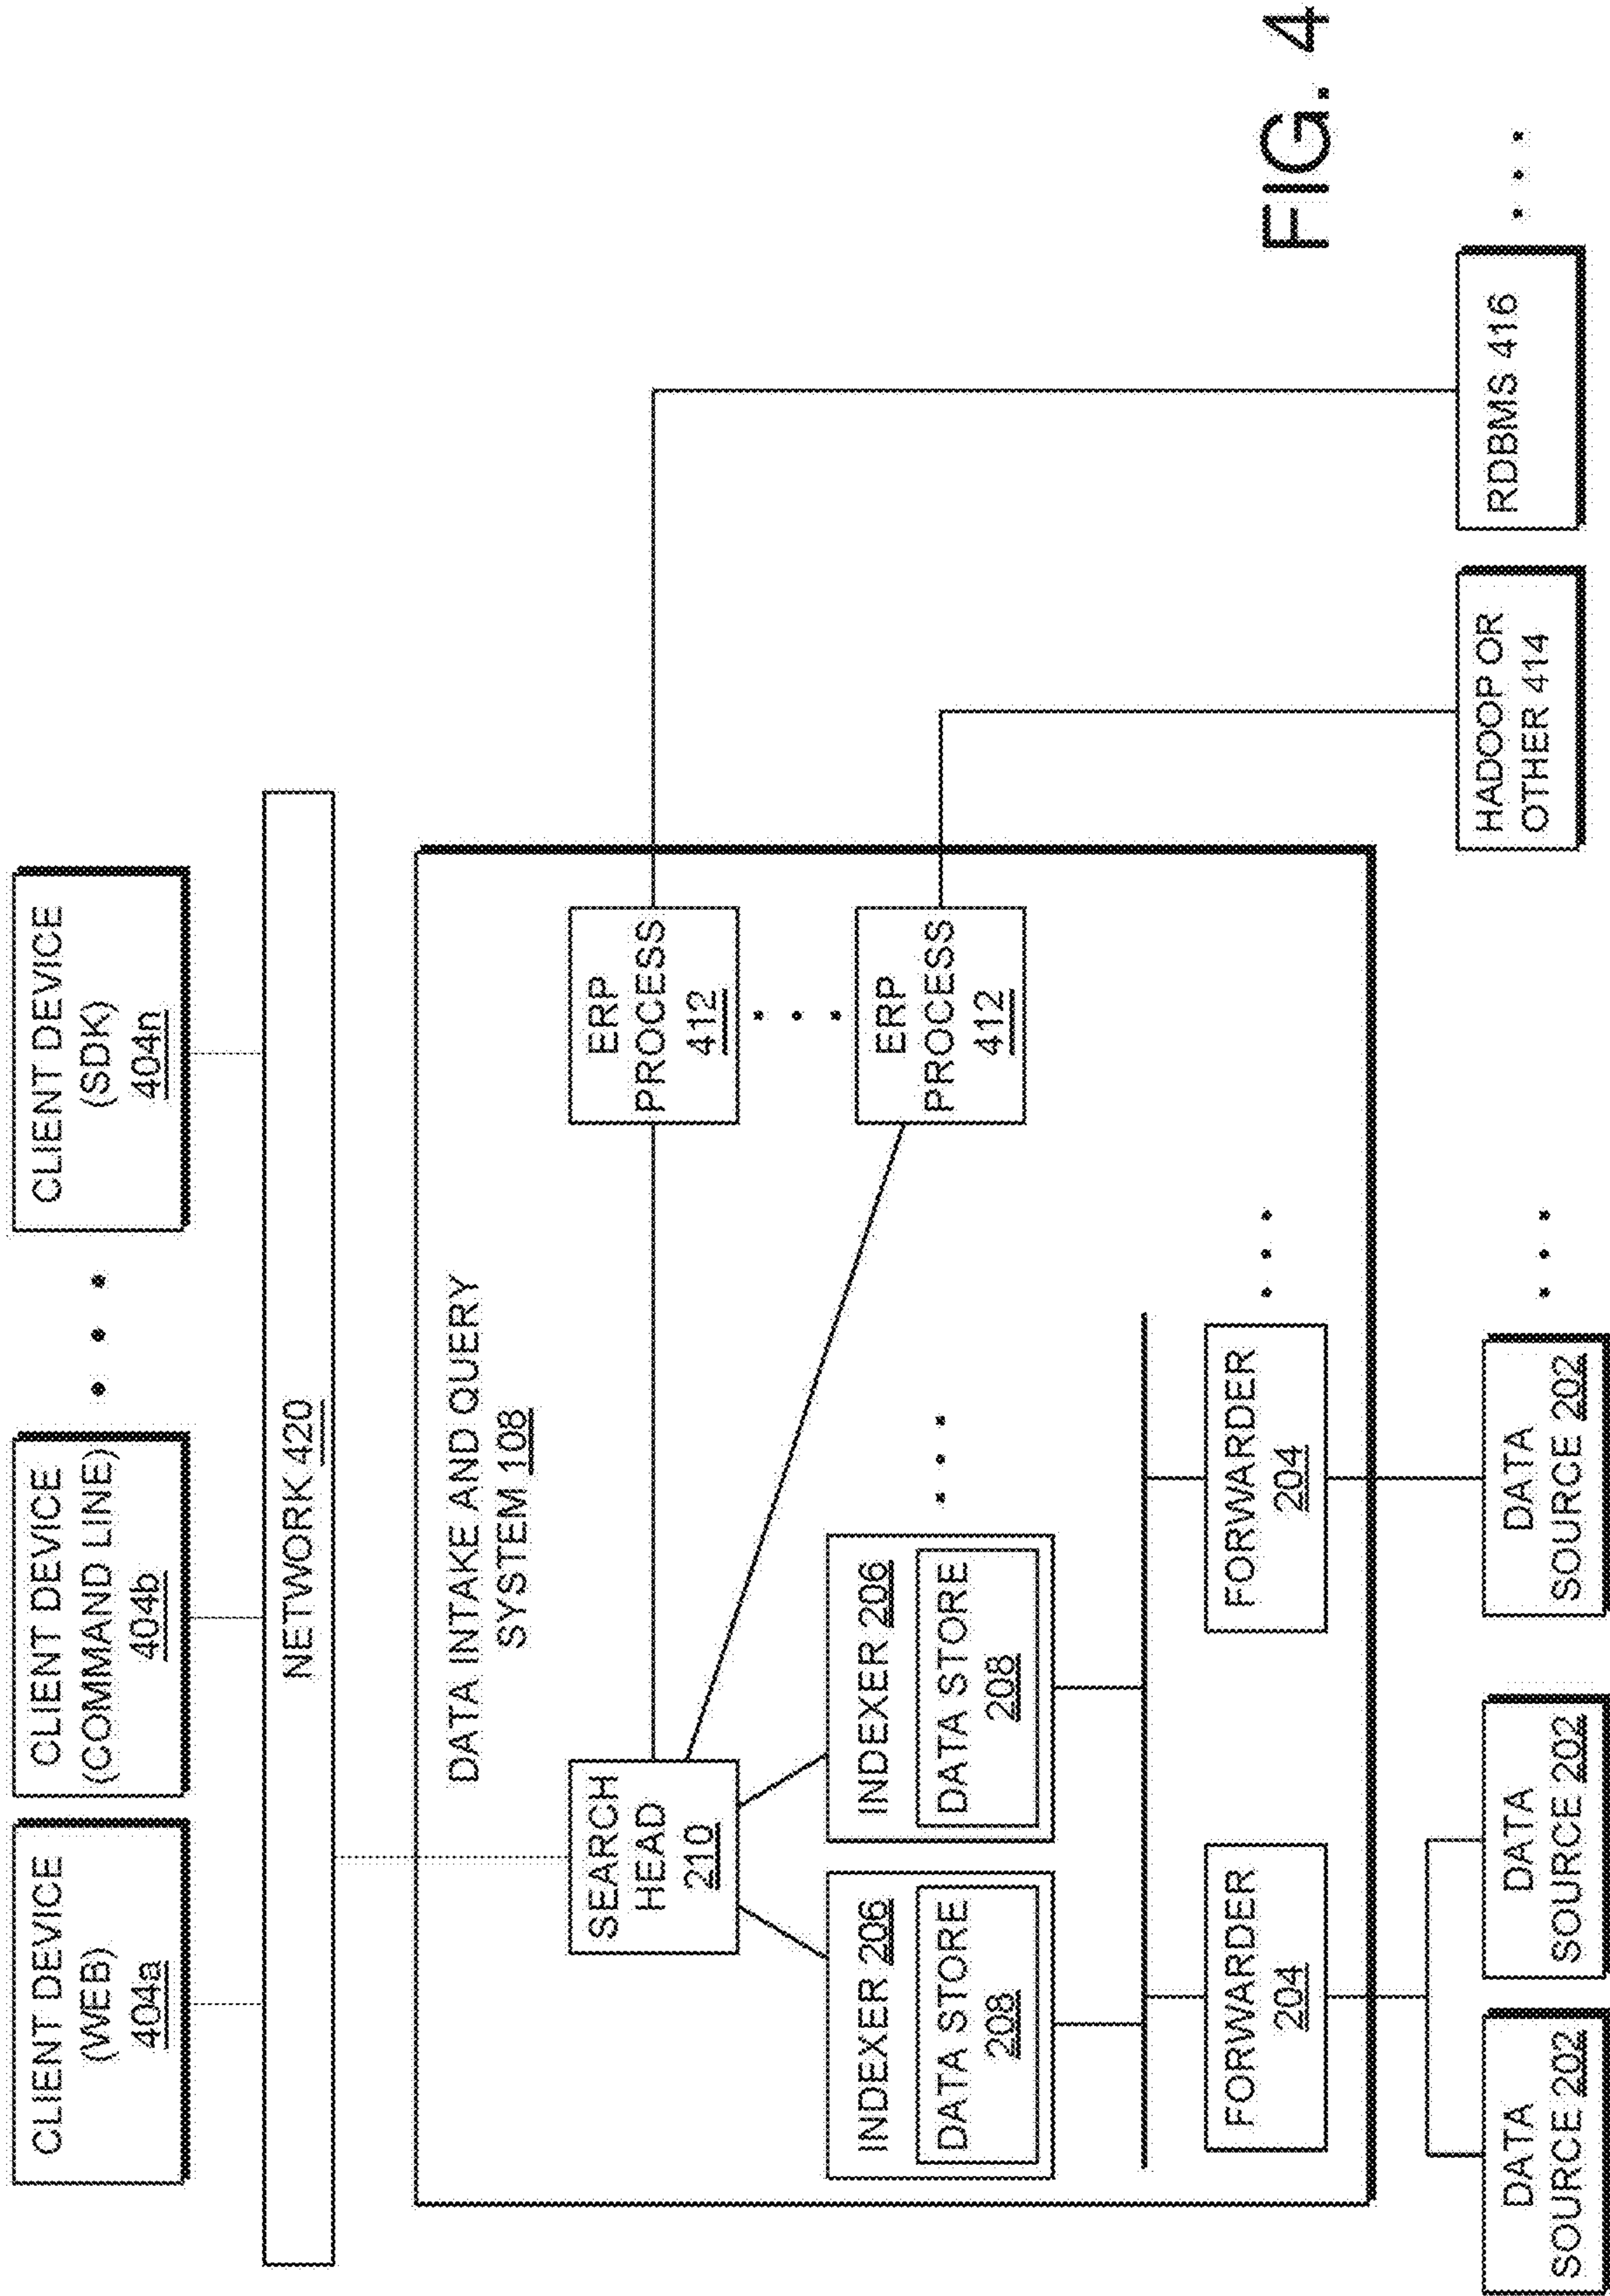 CLIENT DEVICE
(WEB)
404a
CLIENT DEVICE
(COMMAND LINE)
404b
CLIENT DEVICE
(SDK)
404n
NETWORK 420
DATA INTAKE AND QUERY
SYSTEM 108
SEARCH
HEAD
210
ERP
PROCESS
412
INDEXER 206
DATA STORE
208
INDEXER 206
DATA STORE
208
ERP
PROCESS
412
FORWARDER
204
FORWARDER
204
DATA
SOURCE 202
DATA
SOURCE 202
DATA
SOURCE 202
HADOOP OR
OTHER 414
RDBMS 416
FIG. 4